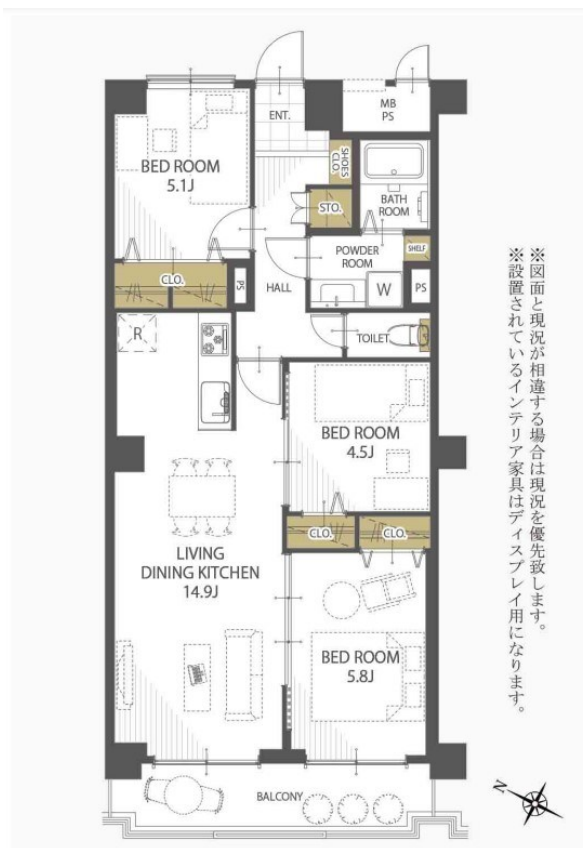 ENT.
MB
PS
BED ROOM
5.1J
SHOES
CLO.
STO.
BATH
ROOM
POWDER
ROOM
SHELF
CLO.
PS
HALL
W
PS
R
TOILET
BED ROOM
4.5J
CLO.
CLO.
LIVING
DINING KITCHEN
14.9J
BED ROOM
5.8J
BALCONY
N
※図面と現況が相違する場合は現況を優先致します。
※設置されているインテリア家具はディスプレイ用になります。